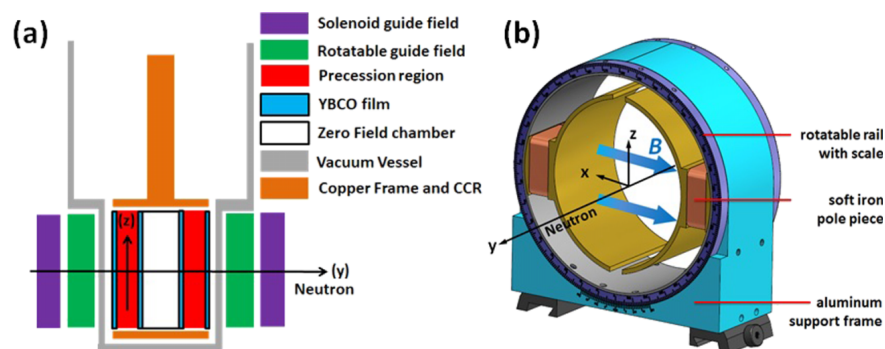 (a)
Solenoid guide field
Rotatable guide field
Precession region
YBCO film
Zero Field chamber
Vacuum Vessel
Copper Frame and CCR
(z)
(y)
Neutron
(b)
z
B
x
Neutron
y
rotatable rail
with scale
soft iron
pole piece
aluminum
support frame